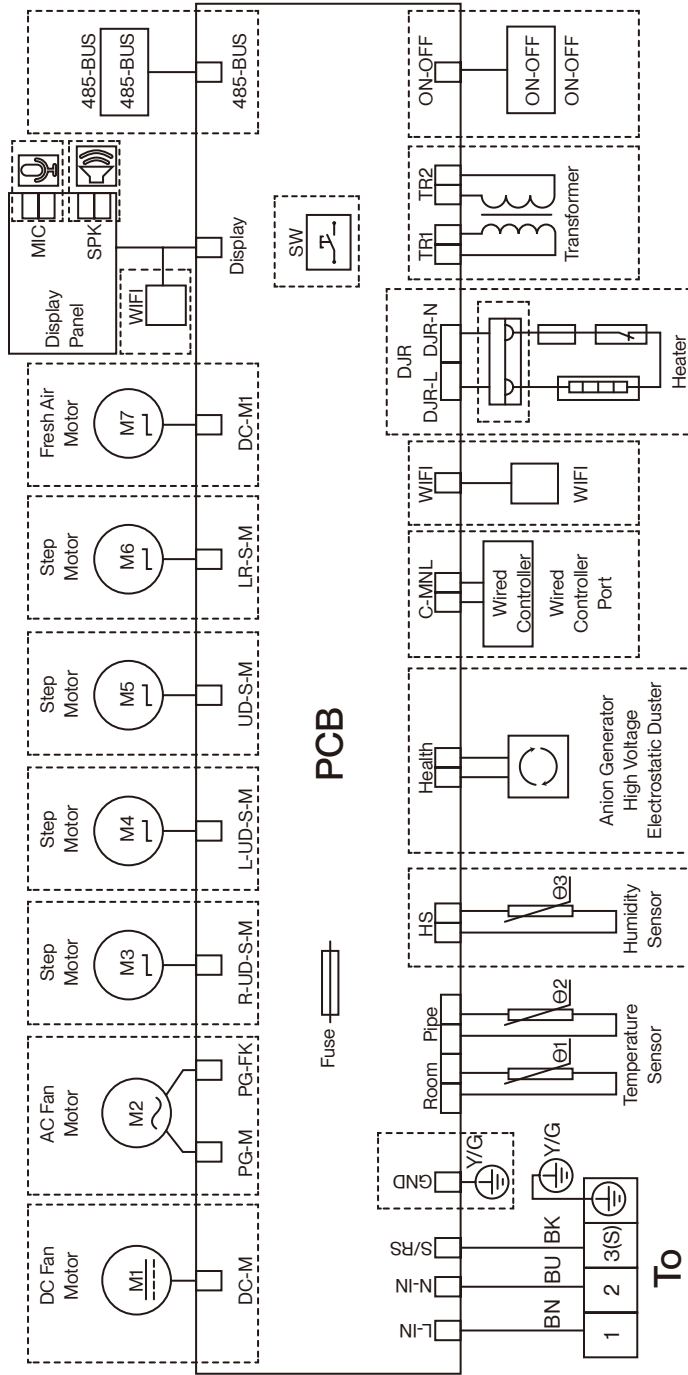 DC Fan
Motor
M1
DC-M
AC Fan
Motor
M2
PG-M
PG-FK
Step
Motor
M3
R-UD-S-M
Step
Motor
M4
L-UD-S-M
Step
Motor
M5
UD-S-M
Step
Motor
M6
LR-S-M
Fresh Air
Motor
M7
DC-M1
Display
Panel
MIC
SPK
WIFI
Display
485-BUS
485-BUS
485-BUS
Fuse
PCB
SW
L-IN
N-IN
S/RS
GND
BN
BU
BK
Y/G
Y/G
1
2
3(S)
To
Room
Pipe
Θ1
Θ2
Temperature
Sensor
HS
Θ3
Humidity
Sensor
Health
Anion Generator
High Voltage
Electrostatic Duster
C-MNL
Wired
Controller
Wired
Controller
Port
WIFI
WIFI
DJR
DJR-L
DJR-N
Heater
TR1
TR2
Transformer
ON-OFF
ON-OFF
ON-OFF